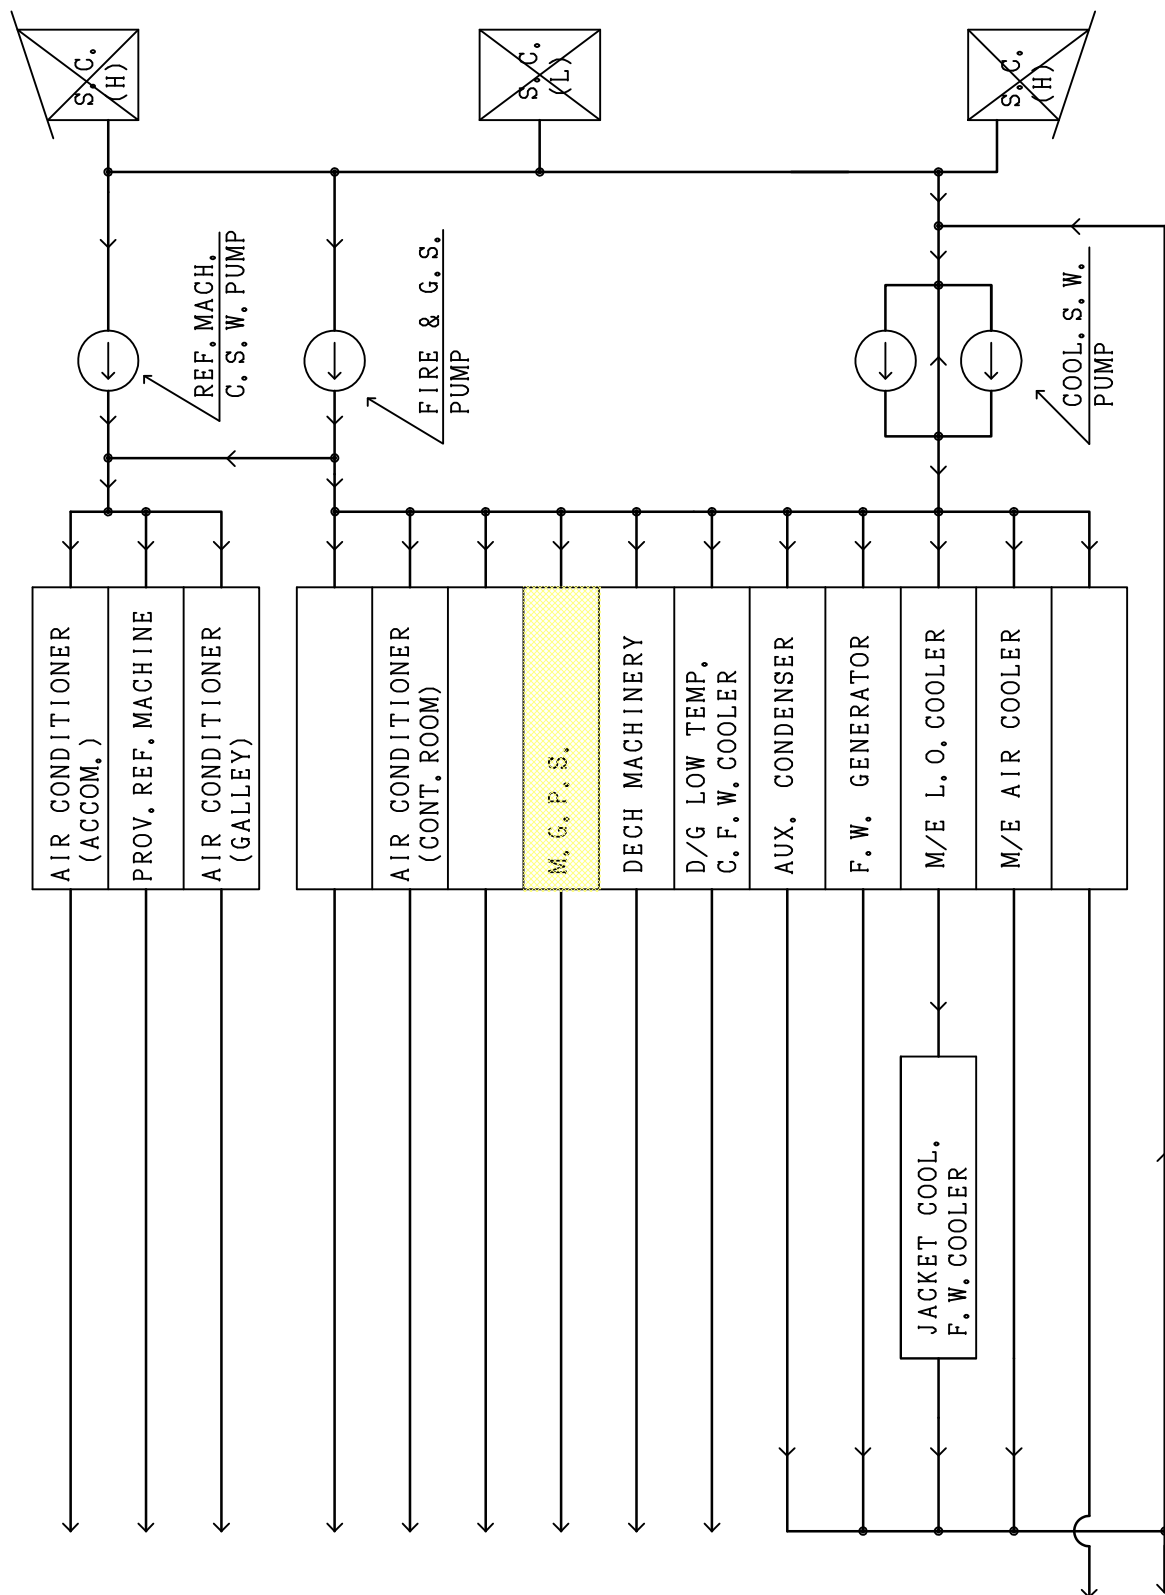 S. C.
(H)
S. C.
(L)
S. C.
(H)
REF. MACH.
C. S. W. PUMP
FIRE & G. S.
PUMP
COOL. S. W.
PUMP
AIR CONDITIONER
(ACCOM.)
PROV. REF. MACHINE
AIR CONDITIONER
(GALLEY)
AIR CONDITIONER
(CONT. ROOM)
M. G. P. S.
DECH MACHINERY
D/G LOW TEMP.
C. F. W. COOLER
AUX. CONDENSER
F. W. GENERATOR
M/E L. O. COOLER
M/E AIR COOLER
JACKET COOL.
F. W. COOLER